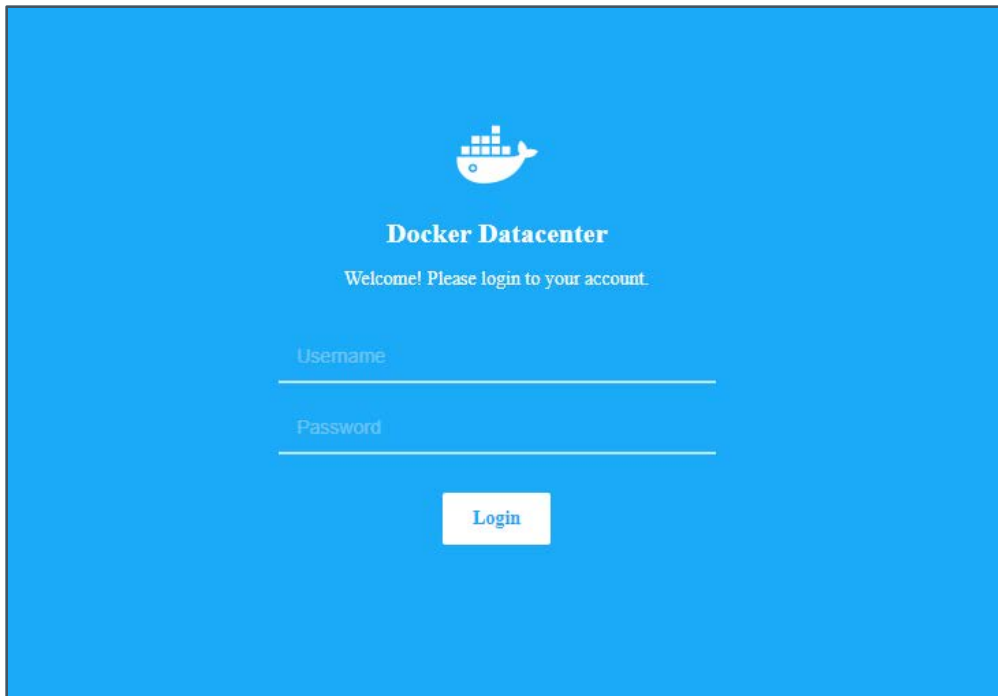 Docker Datacenter
Welcome! Please login to your account.
Username
Password
Login